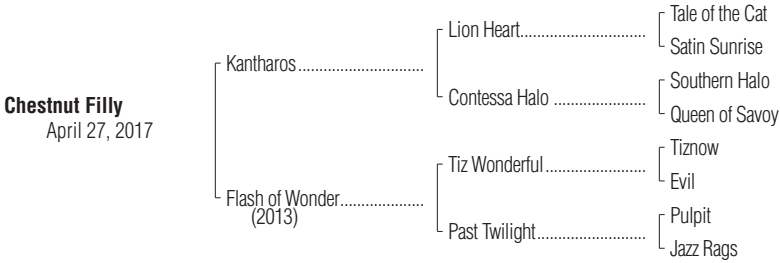 Tale of the Cat
Lion Heart..............................
Satin Sunrise
Kantharos..............................
Southern Halo
Contessa Halo ......................
Queen of Savoy
Chestnut Filly
April 27, 2017
Tiznow
Tiz Wonderful ........................
Evil
Flash of Wonder....................
(2013)
Pulpit
Past Twilight..........................
Jazz Rags